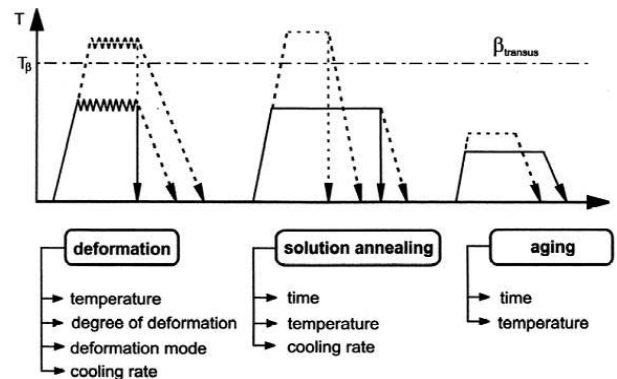 T
βtransus
Tβ
deformation
temperature
degree of deformation
deformation mode
cooling rate
solution annealing
time
temperature
cooling rate
aging
time
temperature